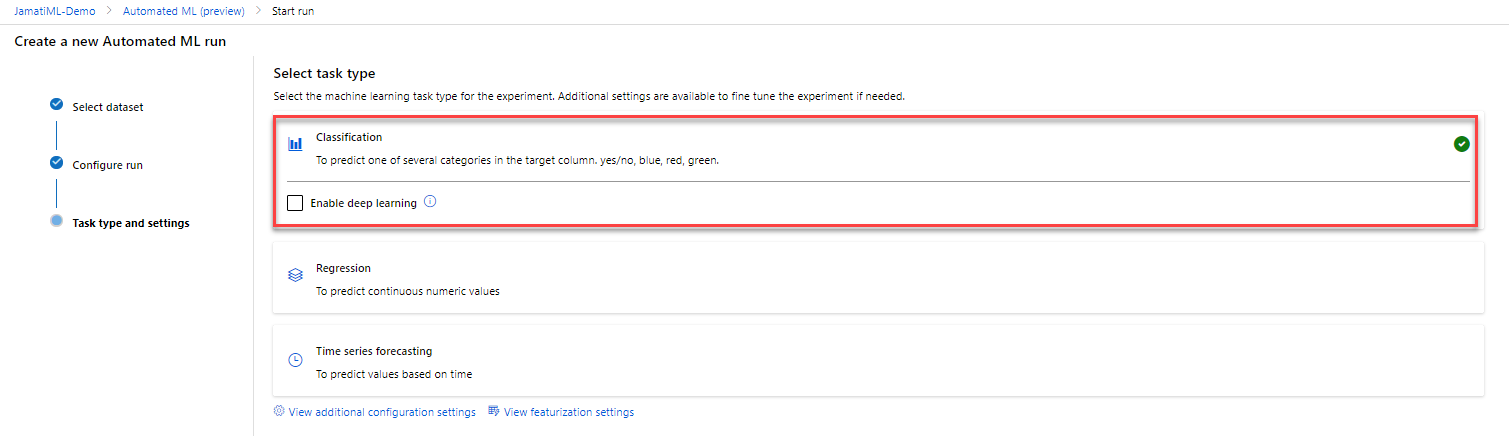 JamatiML-Demo > Automated ML (preview) > Start run
Create a new Automated ML run
Select dataset
Configure run
Task type and settings
Select task type
Select the machine learning task type for the experiment. Additional settings are available to fine tune the experiment if needed.
Classification
To predict one of several categories in the target column. yes/no, blue, red, green.
Enable deep learning
Regression
To predict continuous numeric values
Time series forecasting
To predict values based on time
View additional configuration settings View featurization settings